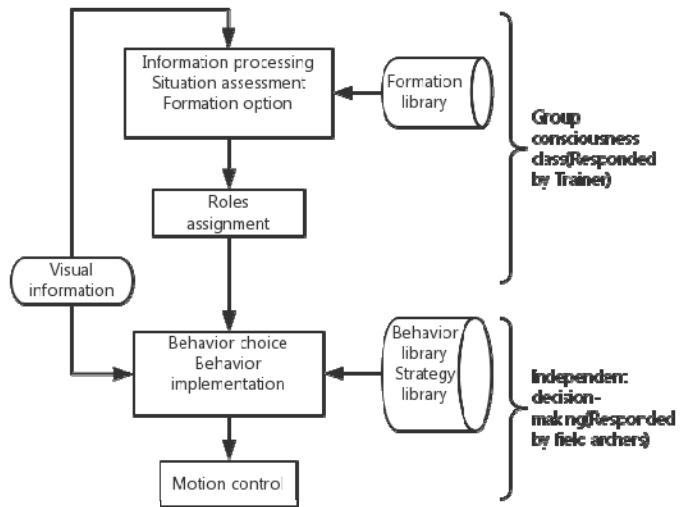 Information processing
Situation assessment
Formation option
Formation
library
Group
consciousness
class(Responded
by Trainer)
Roles
assignment
Visual
information
Behavior choice
Behavior
implementation
Behavior
library
Strategy
library
Independent
decision-
making(Responded
by field archers)
Motion control